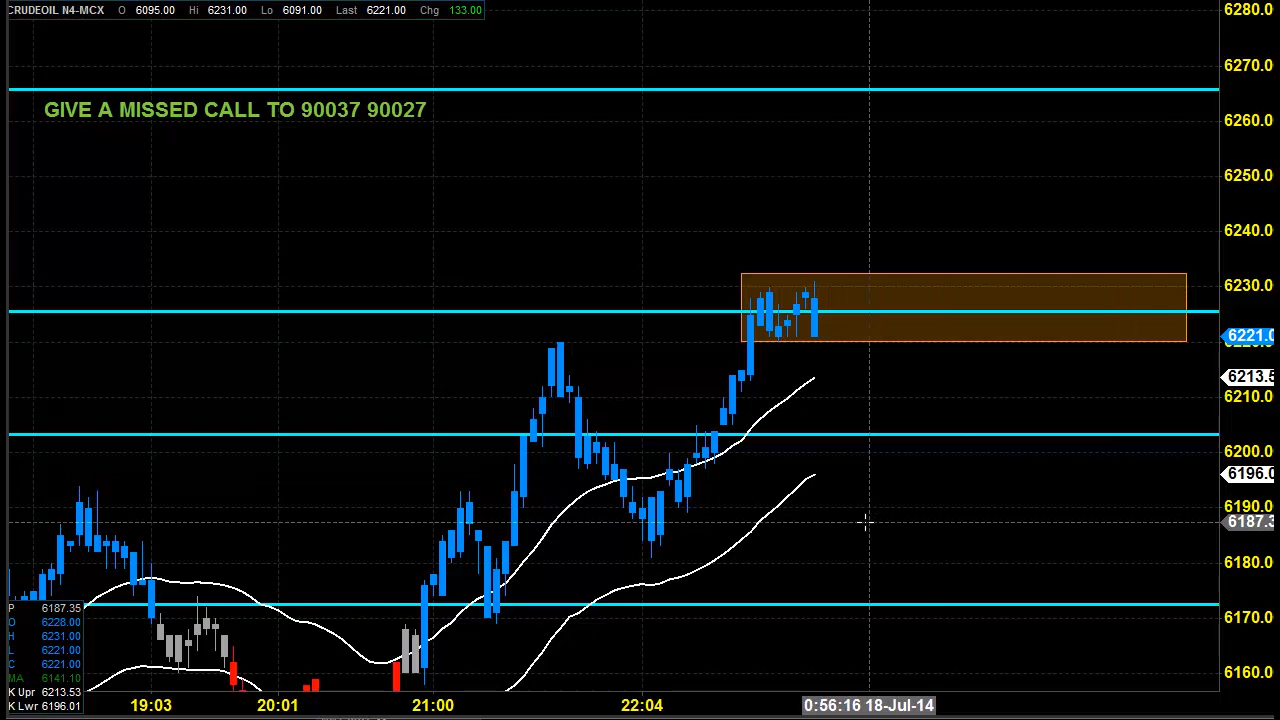 CRUDEOIL N4-MCX O 6095.00 Hi 6231.00 Lo 6091.00 Last 6221.00 Chg 133.00
GIVE A MISSED CALL TO 90037 90027
6280.0
6270.0
6260.0
6250.0
6240.0
6230.0
6221.0
6213.5
6210.0
6200.0
6196.0
6190.0
6187.3
6180.0
6170.0
6160.0
P 6187.35
O 6228.00
H 6231.00
L 6221.00
C 6221.00
MA 6141.10
K Upr 6213.53
K Lwr 6196.01
19:03 20:01 21:00 22:04 0:56:16 18-Jul-14